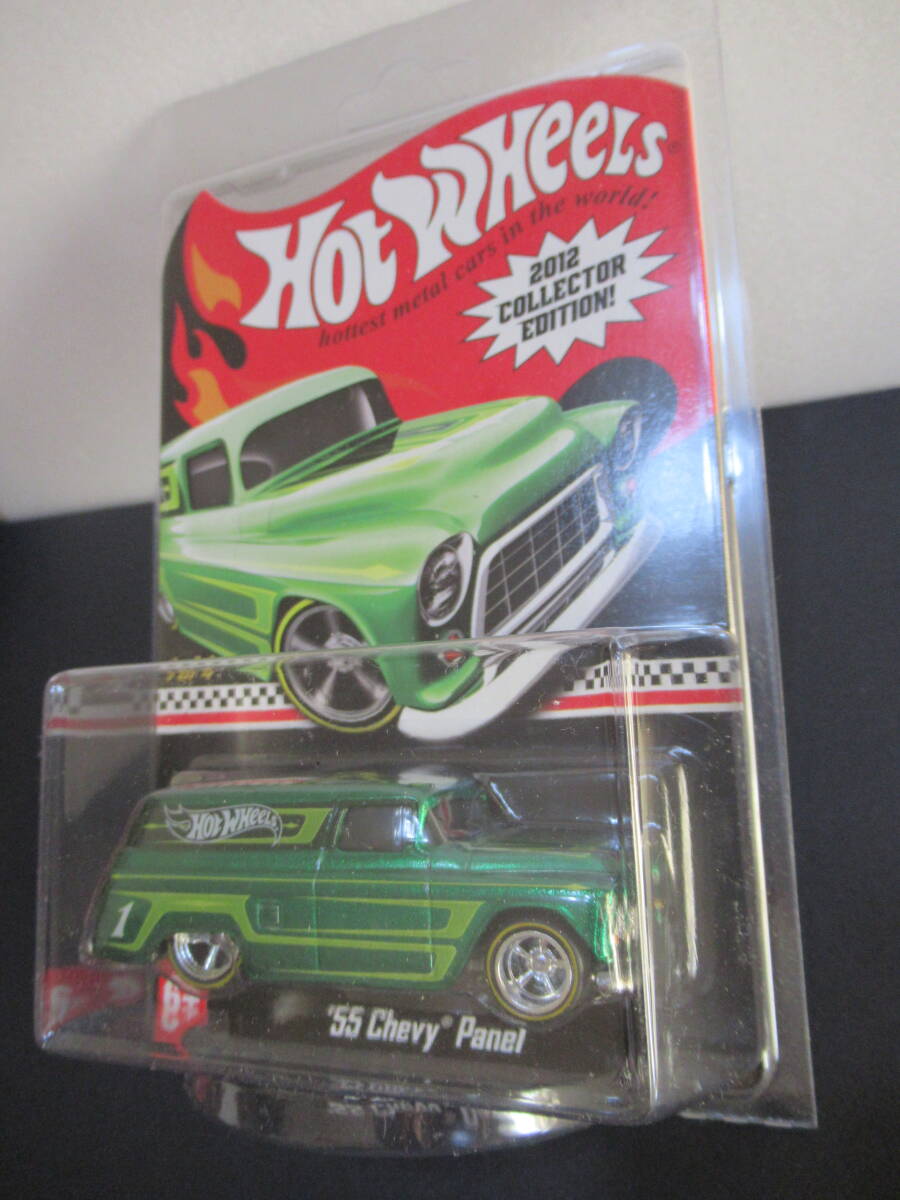 Hot Wheels®
hottest metal cars in the world!
2012
COLLECTOR
EDITION!
Hot Wheels
1
'55 Chevy® Panel